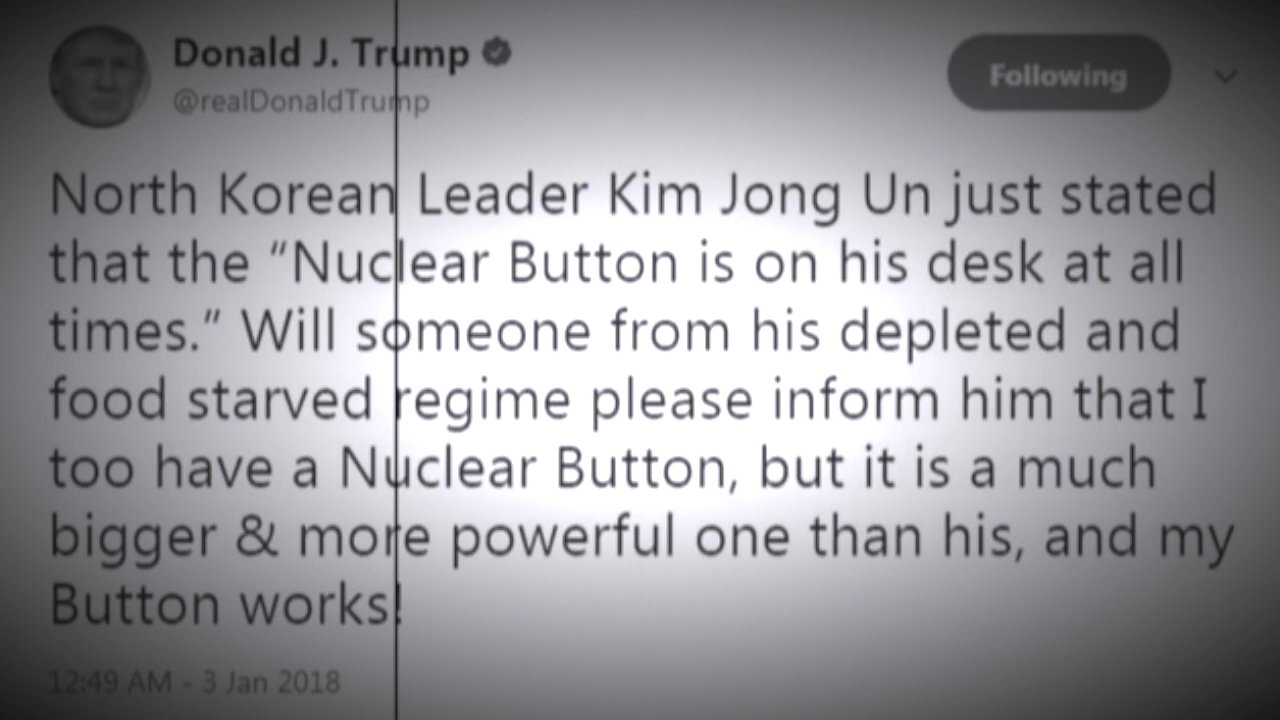 Donald J. Trump
@realDonaldTrump
Following
North Korean Leader Kim Jong Un just stated
that the “Nuclear Button is on his desk at all
times.” Will someone from his depleted and
food starved regime please inform him that I
too have a Nuclear Button, but it is a much
bigger & more powerful one than his, and my
Button works!
12:49 AM - 3 Jan 2018